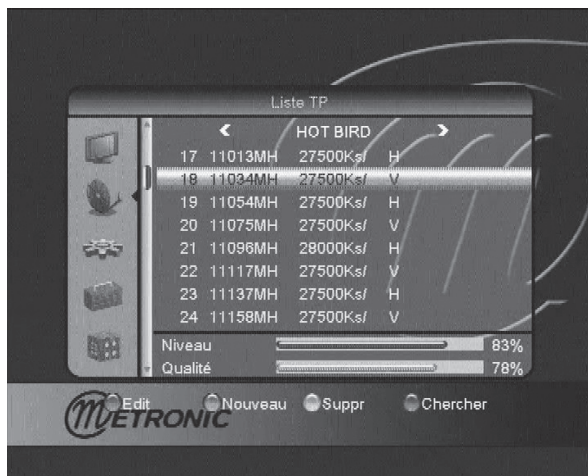 Liste TP
HOT BIRD
17 11013MH 27500Ks/ H
18 11034MH 27500Ks/ V
19 11054MH 27500Ks/ H
20 11075MH 27500Ks/ V
21 11096MH 28000Ks/ H
22 11117MH 27500Ks/ V
23 11137MH 27500Ks/ H
24 11158MH 27500Ks/ V
Niveau 83%
Qualité 78%
Edit Nouveau Suppr Chercher
METRONIC